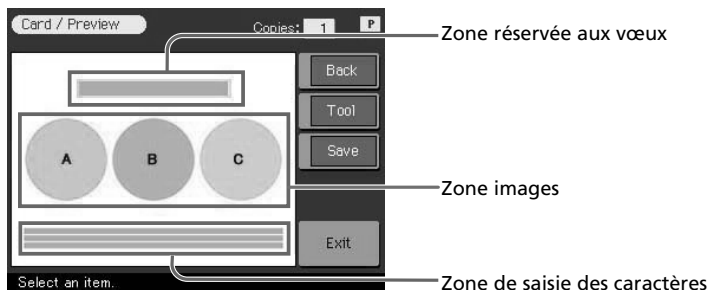 Card / Preview
Copies: 1 P
Zone réservée aux vœux
Back
Tool
Save
A B C
Zone images
Exit
Select an item.
Zone de saisie des caractères